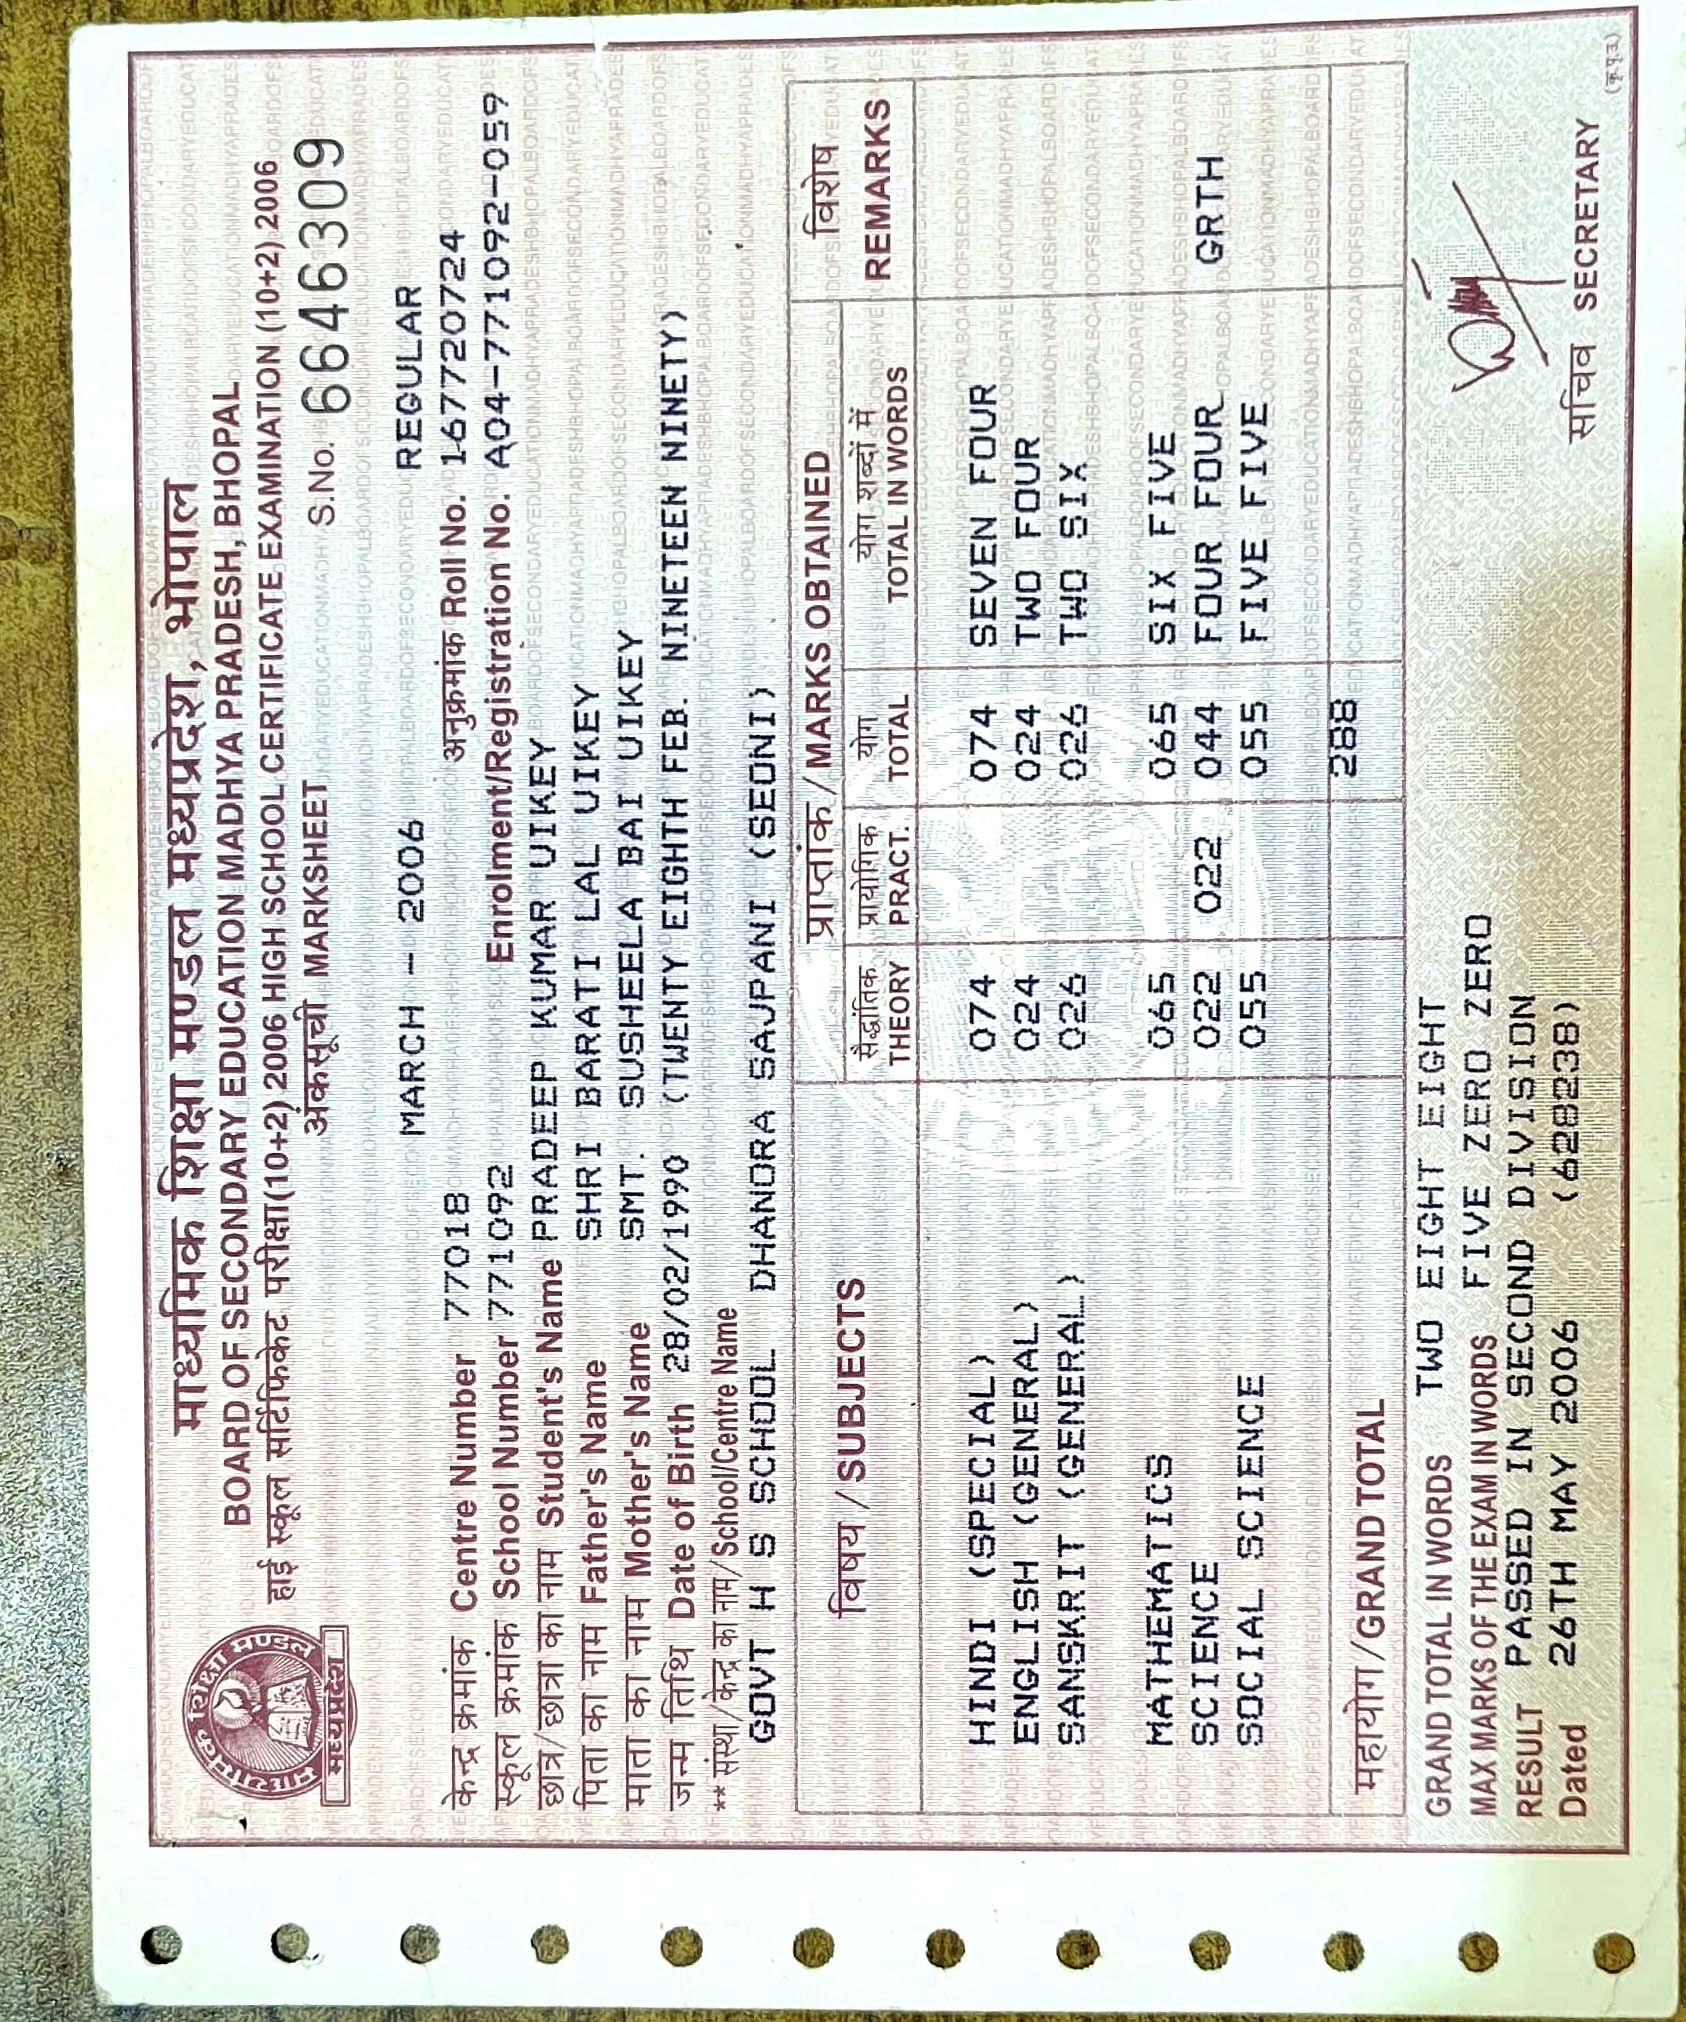 माध्यमिक शिक्षा मण्डल मध्यप्रदेश, भोपाल
BOARD OF SECONDARY EDUCATION MADHYA PRADESH, BHOPAL
हाई स्कूल सर्टिफिकेट परीक्षा(10+2) 2006 HIGH SCHOOL CERTIFICATE EXAMINATION (10+2) 2006
अंकसूची MARKSHEET S.No. 6646309
माध्यमिक शिक्षा मण्डल
मध्यप्रदेश
MARCH - 2006 REGULAR
केन्द्र क्रमांक Centre Number 77018 अनुक्रमांक Roll No. 167720724
स्कूल क्रमांक School Number 771092 Enrolment/Registration No. A04-771092-059
छात्र/छात्रा का नाम Student's Name PRADEEP KUMAR UIKEY
पिता का नाम Father's Name SHRI BARATI LAL UIKEY
माता का नाम Mother's Name SMT. SUSHEELA BAI UIKEY
जन्म तिथि Date of Birth 28/02/1990 (TWENTY EIGHTH FEB. NINETEEN NINETY)
** संस्था/केन्द्र का नाम/School/Centre Name
GOVT H S SCHOOL DHANORA SAJPANI (SEONI)
विषय/SUBJECTS प्राप्तांक/MARKS OBTAINED विशेष REMARKS
सैद्धांतिक THEORY प्रायोगिक PRACT. योग TOTAL योग शब्दों में TOTAL IN WORDS
HINDI (SPECIAL) 074 074 SEVEN FOUR
ENGLISH (GENERAL) 024 024 TWO FOUR
SANSKRIT (GENERAL) 026 026 TWO SIX
MATHEMATICS 065 065 SIX FIVE
SCIENCE 022 022 044 FOUR FOUR GRTH
SOCIAL SCIENCE 055 055 FIVE FIVE
महायोग/GRAND TOTAL 288
GRAND TOTAL IN WORDS TWO EIGHT EIGHT
MAX MARKS OF THE EXAM IN WORDS FIVE ZERO ZERO
RESULT PASSED IN SECOND DIVISION
Dated 26TH MAY 2006 (628238)
सचिव SECRETARY
(कृ.पृ.उ.)